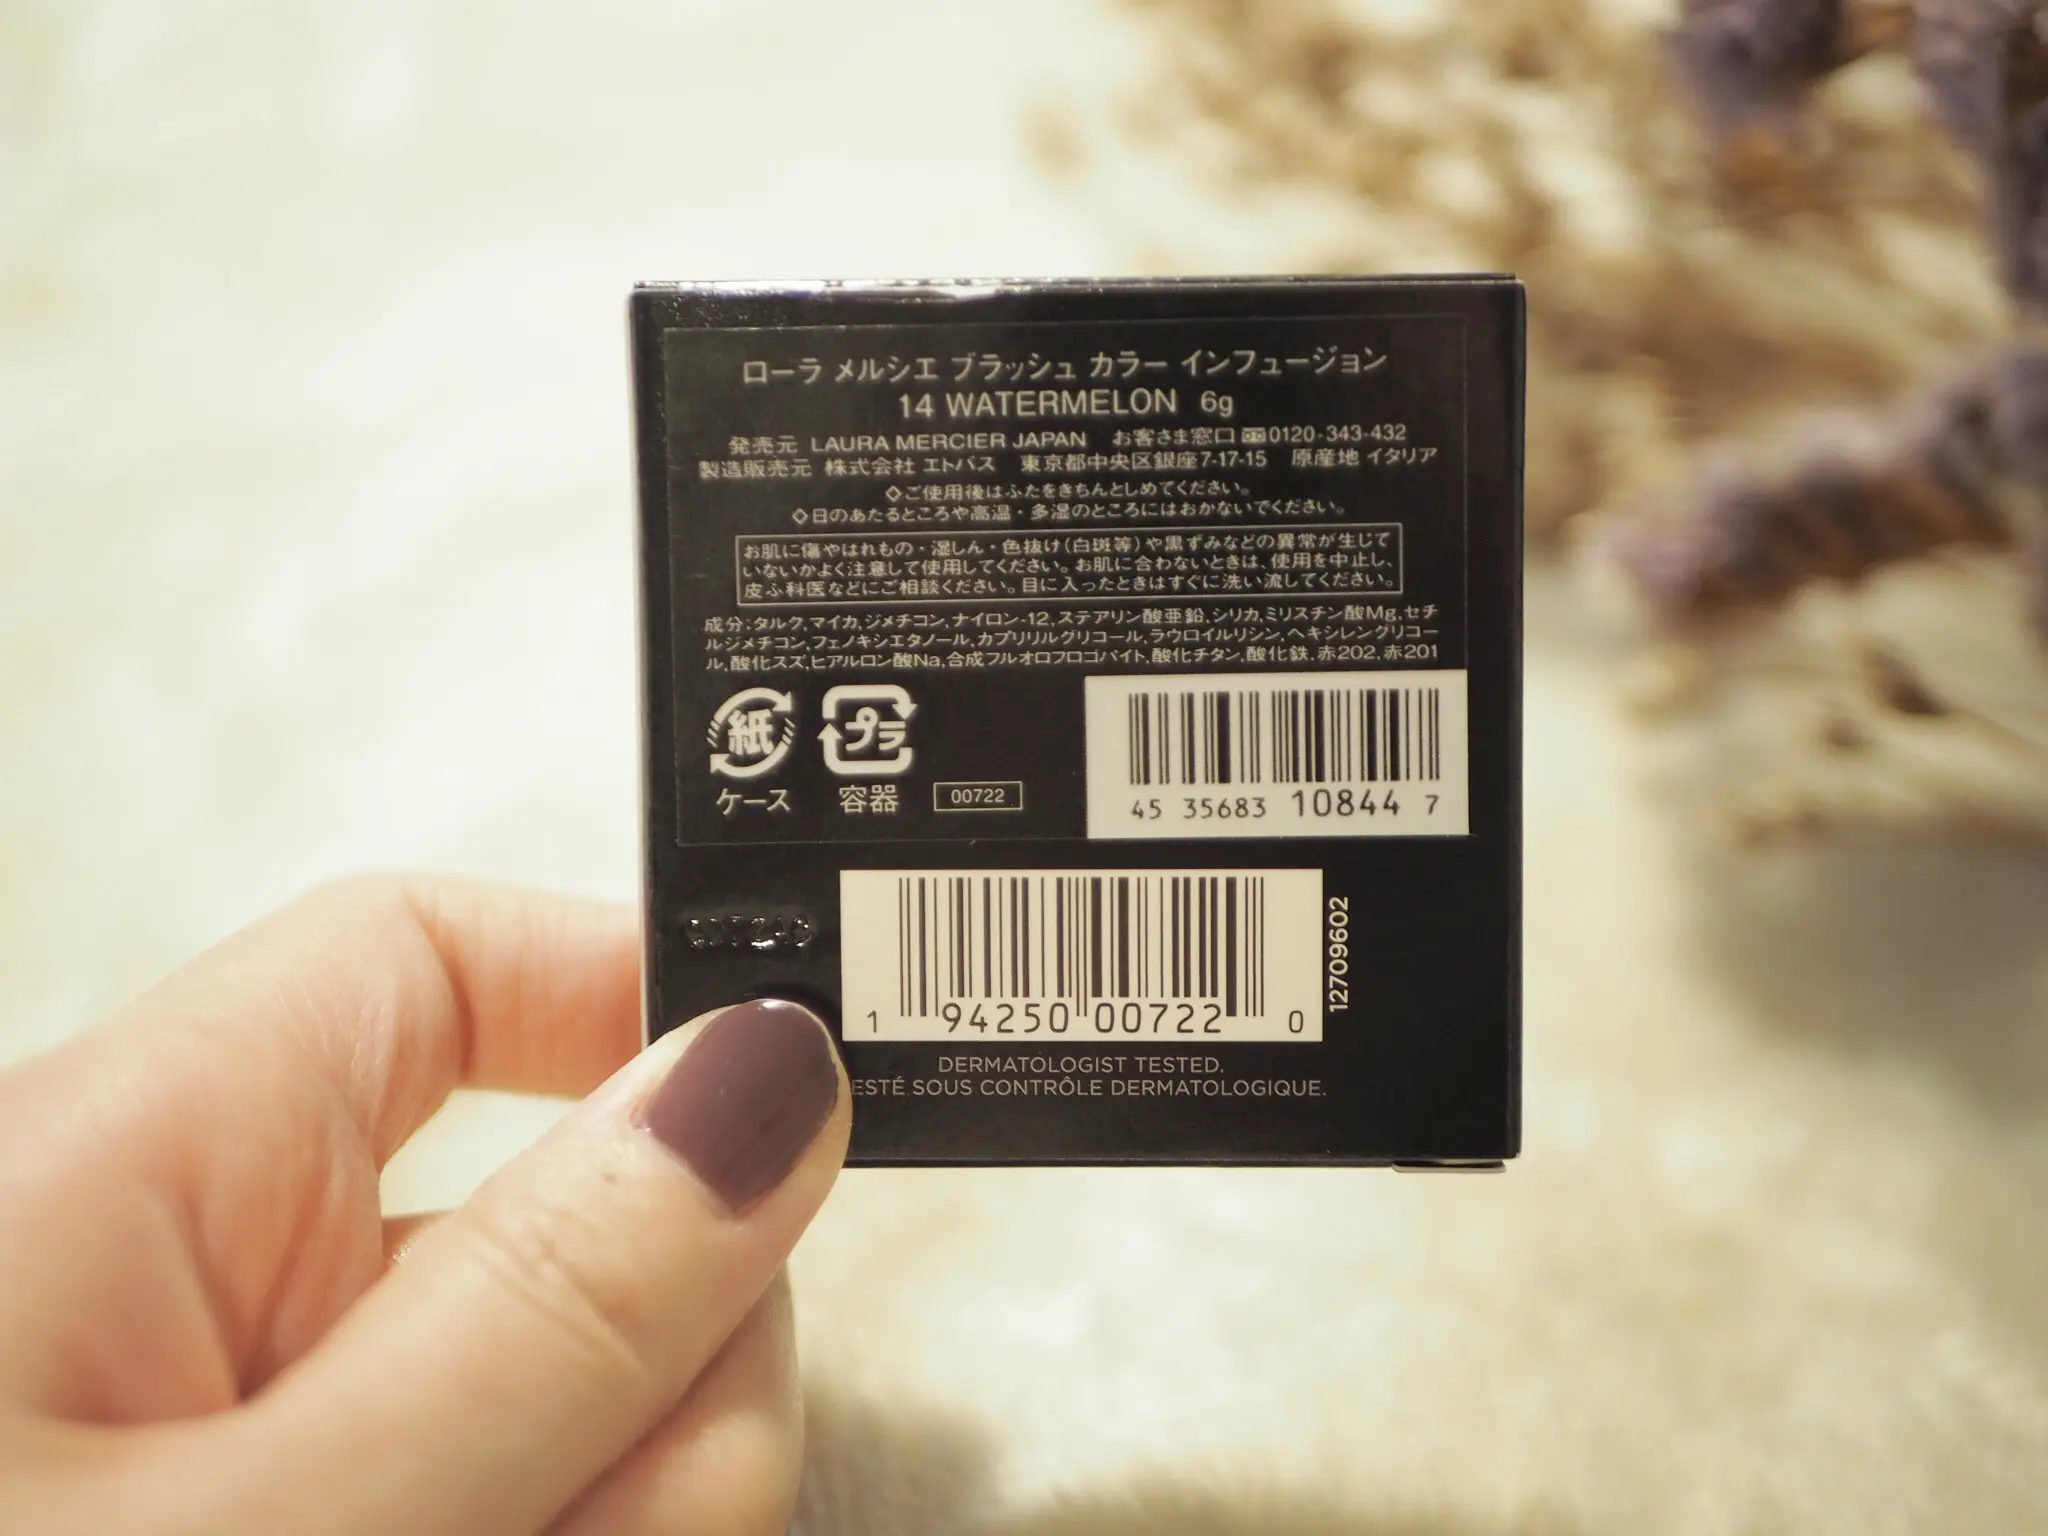 ローラ メルシエ ブラッシュ カラー インフュージョン
14 WATERMELON 6g
発売元 LAURA MERCIER JAPAN お客さま窓口 0120-343-432
製造販売元 株式会社 エトバス 東京都中央区銀座7-17-15 原産地 イタリア
◇ご使用後はふたをきちんとしめてください。
◇日のあたるところや高温・多湿のところにはおかないでください。
お肌に傷やはれもの・湿しん・色抜け(白斑等)や黒ずみなどの異常が生じて
いないかよく注意して使用してください。お肌に合わないときは、使用を中止し、
皮ふ科医などにご相談ください。目に入ったときはすぐに洗い流してください。
成分:タルク,マイカ,ジメチコン,ナイロン-12,ステアリン酸亜鉛,シリカ,ミリスチン酸Mg,セチ
ルジメチコン,フェノキシエタノール,カプリリルグリコール,ラウロイルリシン,ヘキシレングリコー
ル,酸化スズ,ヒアルロン酸Na,合成フルオロフロゴパイト,酸化チタン,酸化鉄,赤202,赤201
紙 プラ
ケース 容器 00722
45 35683 10844 7
1 94250 00722 0
12709602
DERMATOLOGIST TESTED.
ESTÉ SOUS CONTRÔLE DERMATOLOGIQUE.